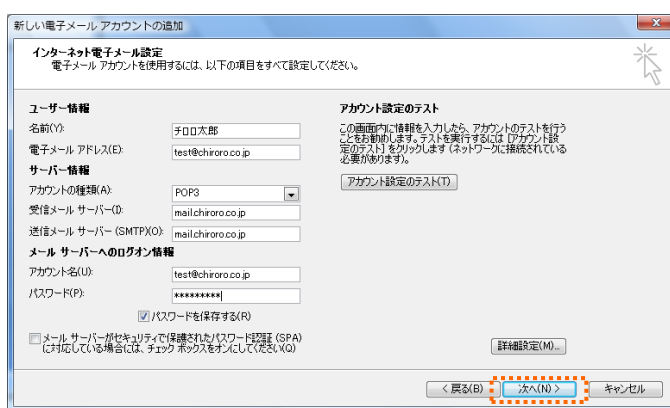 新しい電子メール アカウントの追加
インターネット電子メール設定
電子メール アカウントを使用するには、以下の項目をすべて設定してください。
ユーザー情報
名前(Y):
チロロ太郎
電子メール アドレス(E):
test@chiroro.co.jp
サーバー情報
アカウントの種類(A):
POP3
受信メール サーバー(I):
mail.chiroro.co.jp
送信メール サーバー (SMTP)(O):
mail.chiroro.co.jp
メール サーバーへのログオン情報
アカウント名(U):
test@chiroro.co.jp
パスワード(P):
*********
パスワードを保存する(R)
メール サーバーがセキュリティで保護されたパスワード認証 (SPA)
に対応している場合には、チェック ボックスをオンにしてください(Q)
アカウント設定のテスト
この画面内に情報を入力したら、アカウントのテストを行う
ことをお勧めします。テストを実行するには [アカウント設
定のテスト] をクリックします (ネットワークに接続されている
必要があります)。
アカウント設定のテスト(T)
詳細設定(M)...
< 戻る(B)
次へ(N) >
キャンセル